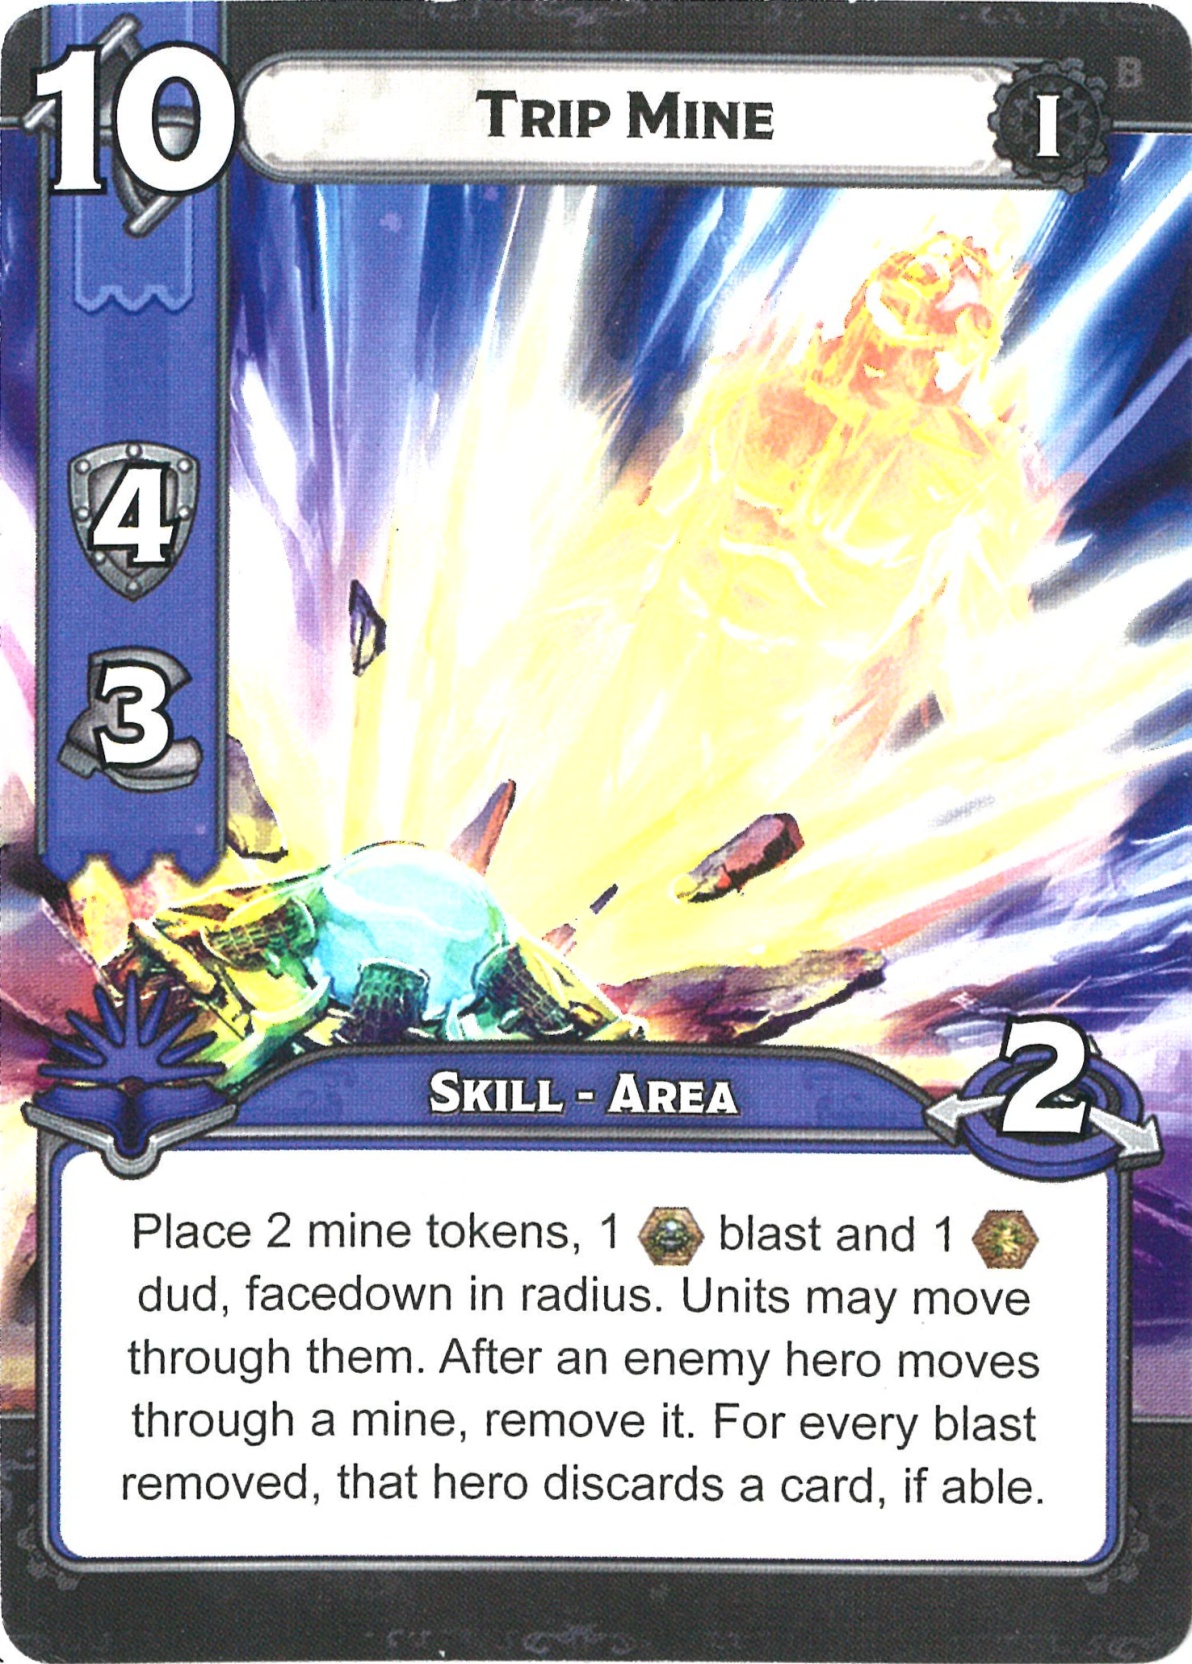 10
TRIP MINE
I
B
4
3
SKILL - AREA
2
Place 2 mine tokens, 1 blast and 1
dud, facedown in radius. Units may move
through them. After an enemy hero moves
through a mine, remove it. For every blast
removed, that hero discards a card, if able.